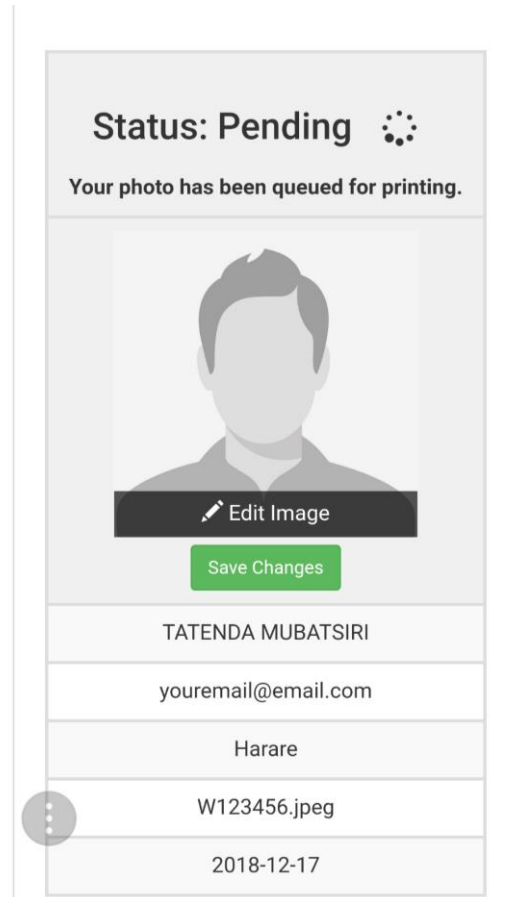 Status: Pending
Your photo has been queued for printing.
Edit Image
Save Changes
TATENDA MUBATSIRI
youremail@email.com
Harare
W123456.jpeg
2018-12-17